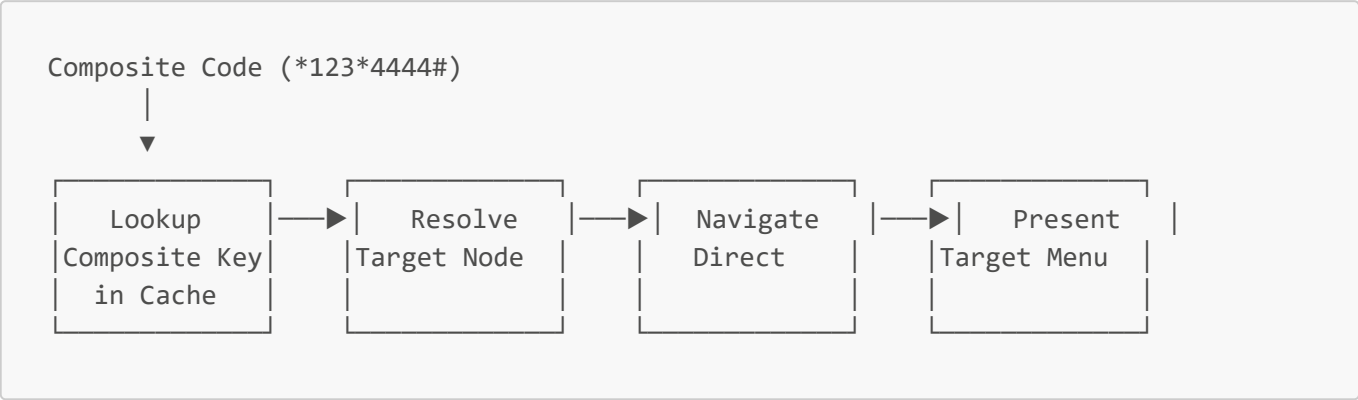 Composite Code (*123*4444#)
Lookup Resolve Navigate Present
Composite Key Target Node Direct Target Menu
in Cache